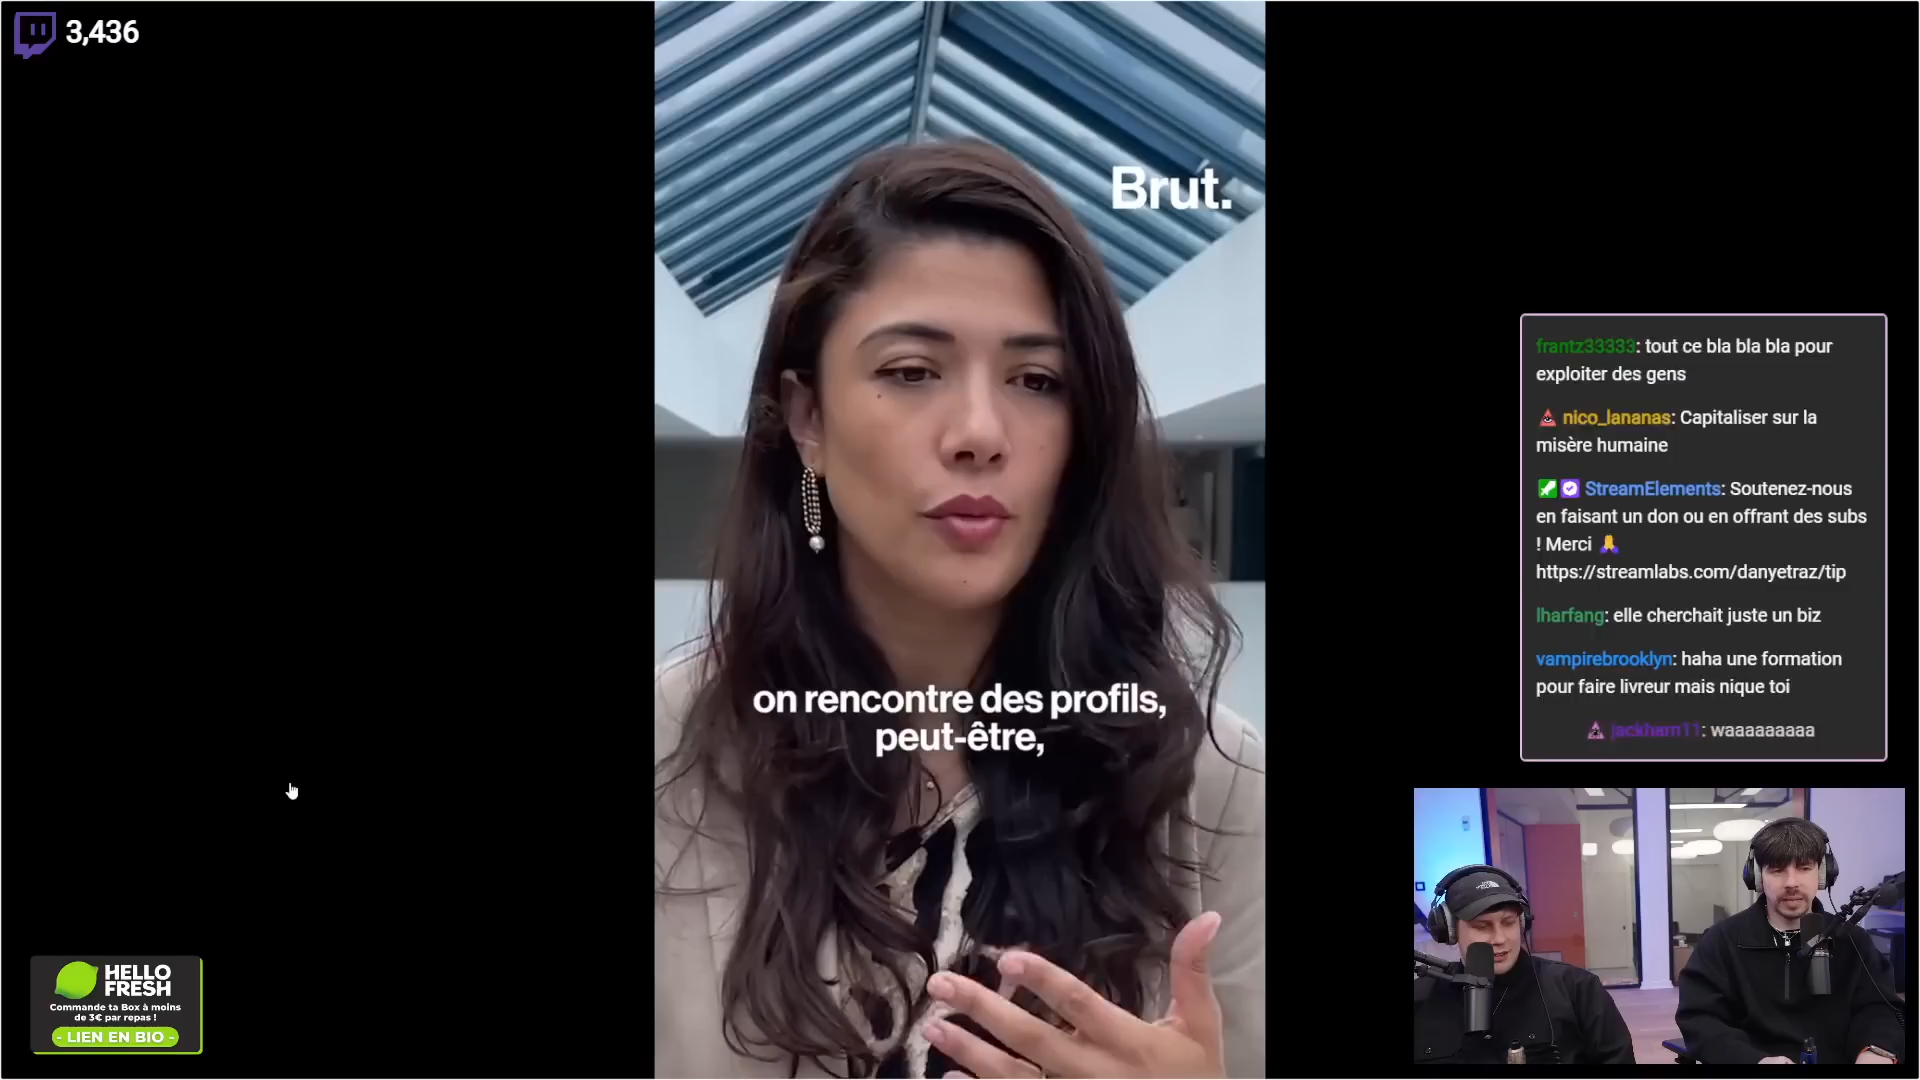 3,436
Brut.
on rencontre des profils,
peut-être,
frantz33333: tout ce bla bla bla pour
exploiter des gens
nico_lananas: Capitaliser sur la
misère humaine
StreamElements: Soutenez-nous
en faisant un don ou en offrant des subs
! Merci 🙏
https://streamlabs.com/danyetraz/tip
lharfang: elle cherchait juste un biz
vampirebrooklyn: haha une formation
pour faire livreur mais nique toi
jackham11: waaaaaaaaa
HELLO
FRESH
Commande ta Box à moins
de 3€ par repas !
- LIEN EN BIO -